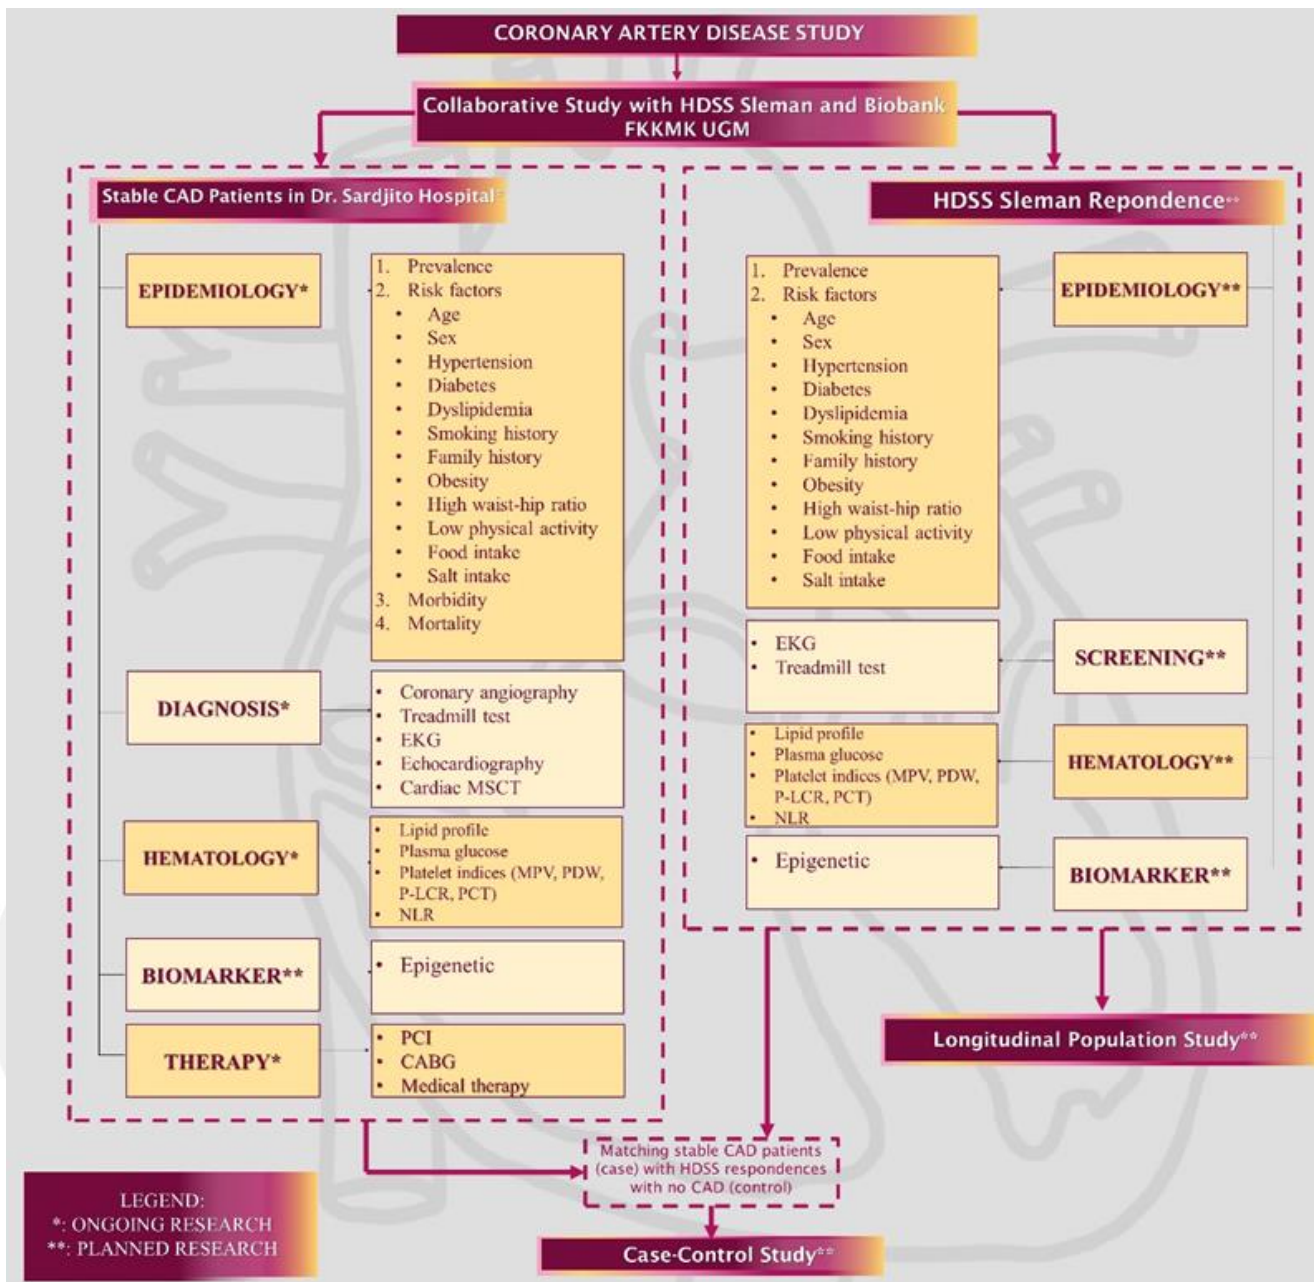 CORONARY ARTERY DISEASE STUDY
Collaborative Study with HDSS Sleman and Biobank
FKKMK UGM
Stable CAD Patients in Dr. Sardjito Hospital*
EPIDEMIOLOGY*
1. Prevalence
2. Risk factors
• Age
• Sex
• Hypertension
• Diabetes
• Dyslipidemia
• Smoking history
• Family history
• Obesity
• High waist-hip ratio
• Low physical activity
• Food intake
• Salt intake
3. Morbidity
4. Mortality
DIAGNOSIS*
• Coronary angiography
• Treadmill test
• EKG
• Echocardiography
• Cardiac MSCT
HEMATOLOGY*
• Lipid profile
• Plasma glucose
• Platelet indices (MPV, PDW,
P-LCR, PCT)
• NLR
BIOMARKER**
• Epigenetic
THERAPY*
• PCI
• CABG
• Medical therapy
HDSS Sleman Repondence**
1. Prevalence
2. Risk factors
• Age
• Sex
• Hypertension
• Diabetes
• Dyslipidemia
• Smoking history
• Family history
• Obesity
• High waist-hip ratio
• Low physical activity
• Food intake
• Salt intake
EPIDEMIOLOGY**
• EKG
• Treadmill test
SCREENING**
• Lipid profile
• Plasma glucose
• Platelet indices (MPV, PDW,
P-LCR, PCT)
• NLR
HEMATOLOGY**
• Epigenetic
BIOMARKER**
Longitudinal Population Study**
Matching stable CAD patients
(case) with HDSS respondences
with no CAD (control)
Case-Control Study**
LEGEND:
*: ONGOING RESEARCH
**: PLANNED RESEARCH